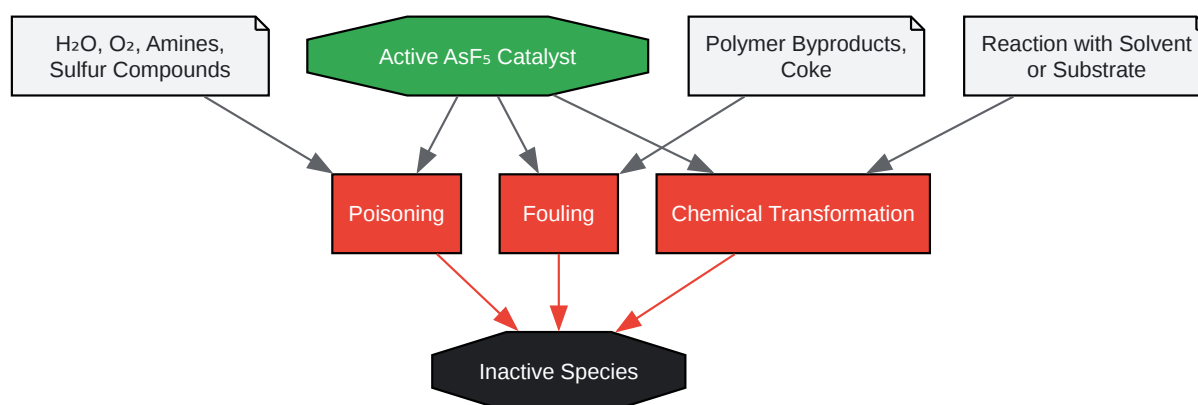 H₂O, O₂, Amines,
Sulfur Compounds
Active AsF₅ Catalyst
Polymer Byproducts,
Coke
Reaction with Solvent
or Substrate
Poisoning
Fouling
Chemical Transformation
Inactive Species